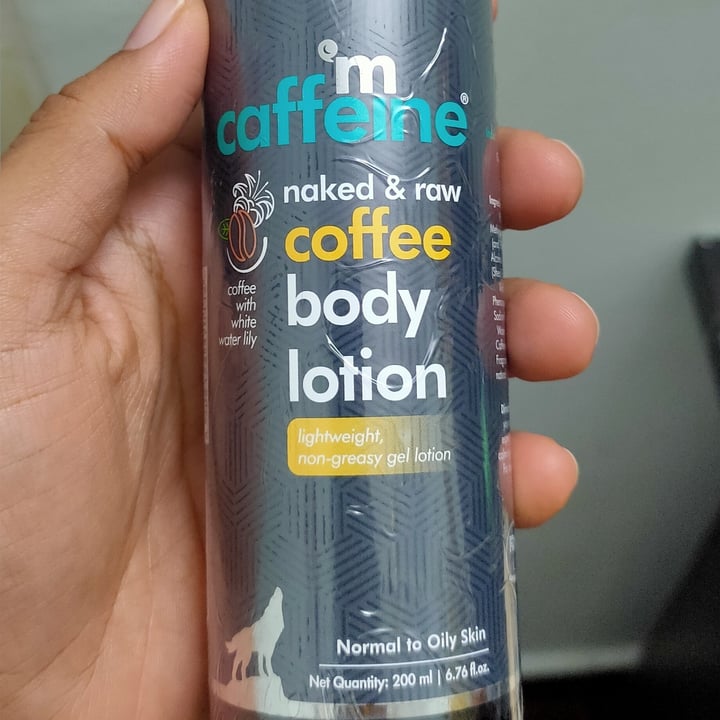 'm
caffeine®
naked & raw
coffee
body
lotion
coffee
with
white
water lily
lightweight,
non-greasy gel lotion
Normal to Oily Skin
Net Quantity: 200 ml | 6.76 fl.oz.